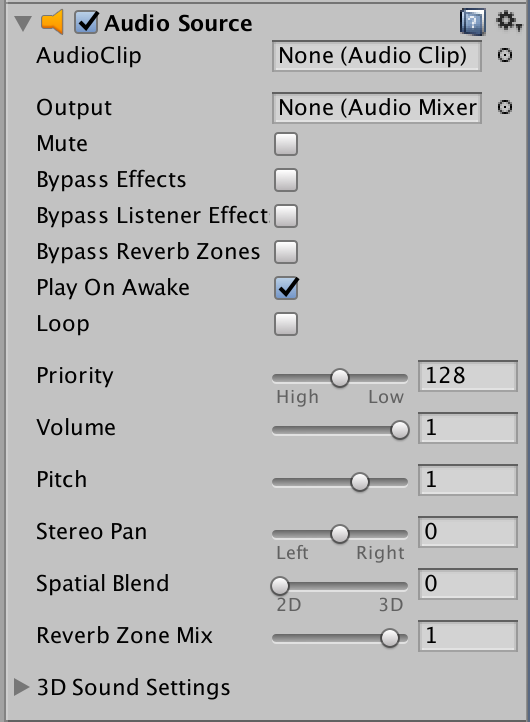 Audio Source
AudioClip None (Audio Clip)
Output None (Audio Mixer
Mute
Bypass Effects
Bypass Listener Effect
Bypass Reverb Zones
Play On Awake
Loop
Priority 128
High Low
Volume 1
Pitch 1
Stereo Pan 0
Left Right
Spatial Blend 0
2D 3D
Reverb Zone Mix 1
3D Sound Settings